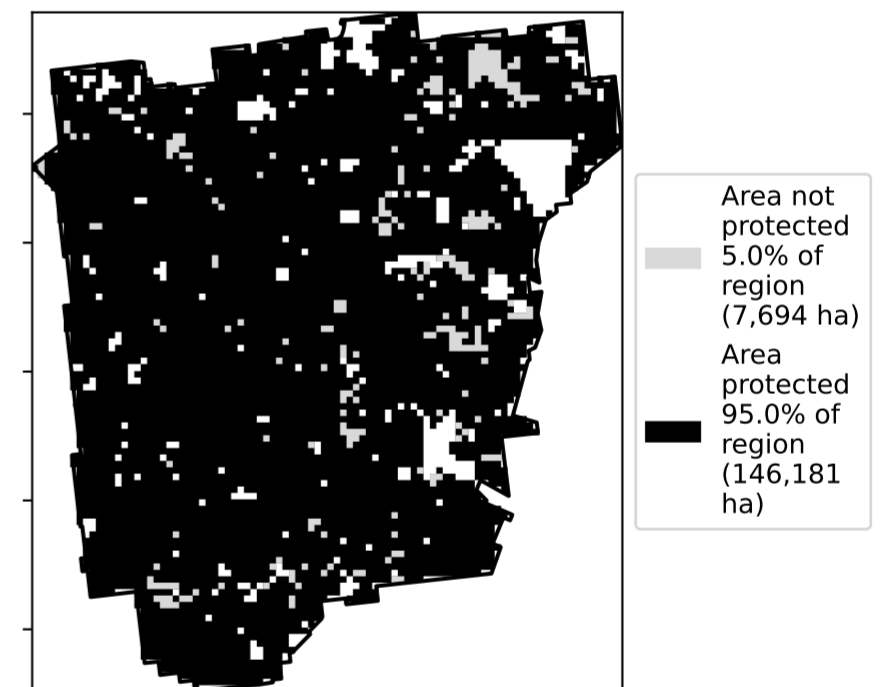 Area not
protected
5.0% of
region
(7,694 ha)
Area
protected
95.0% of
region
(146,181
ha)